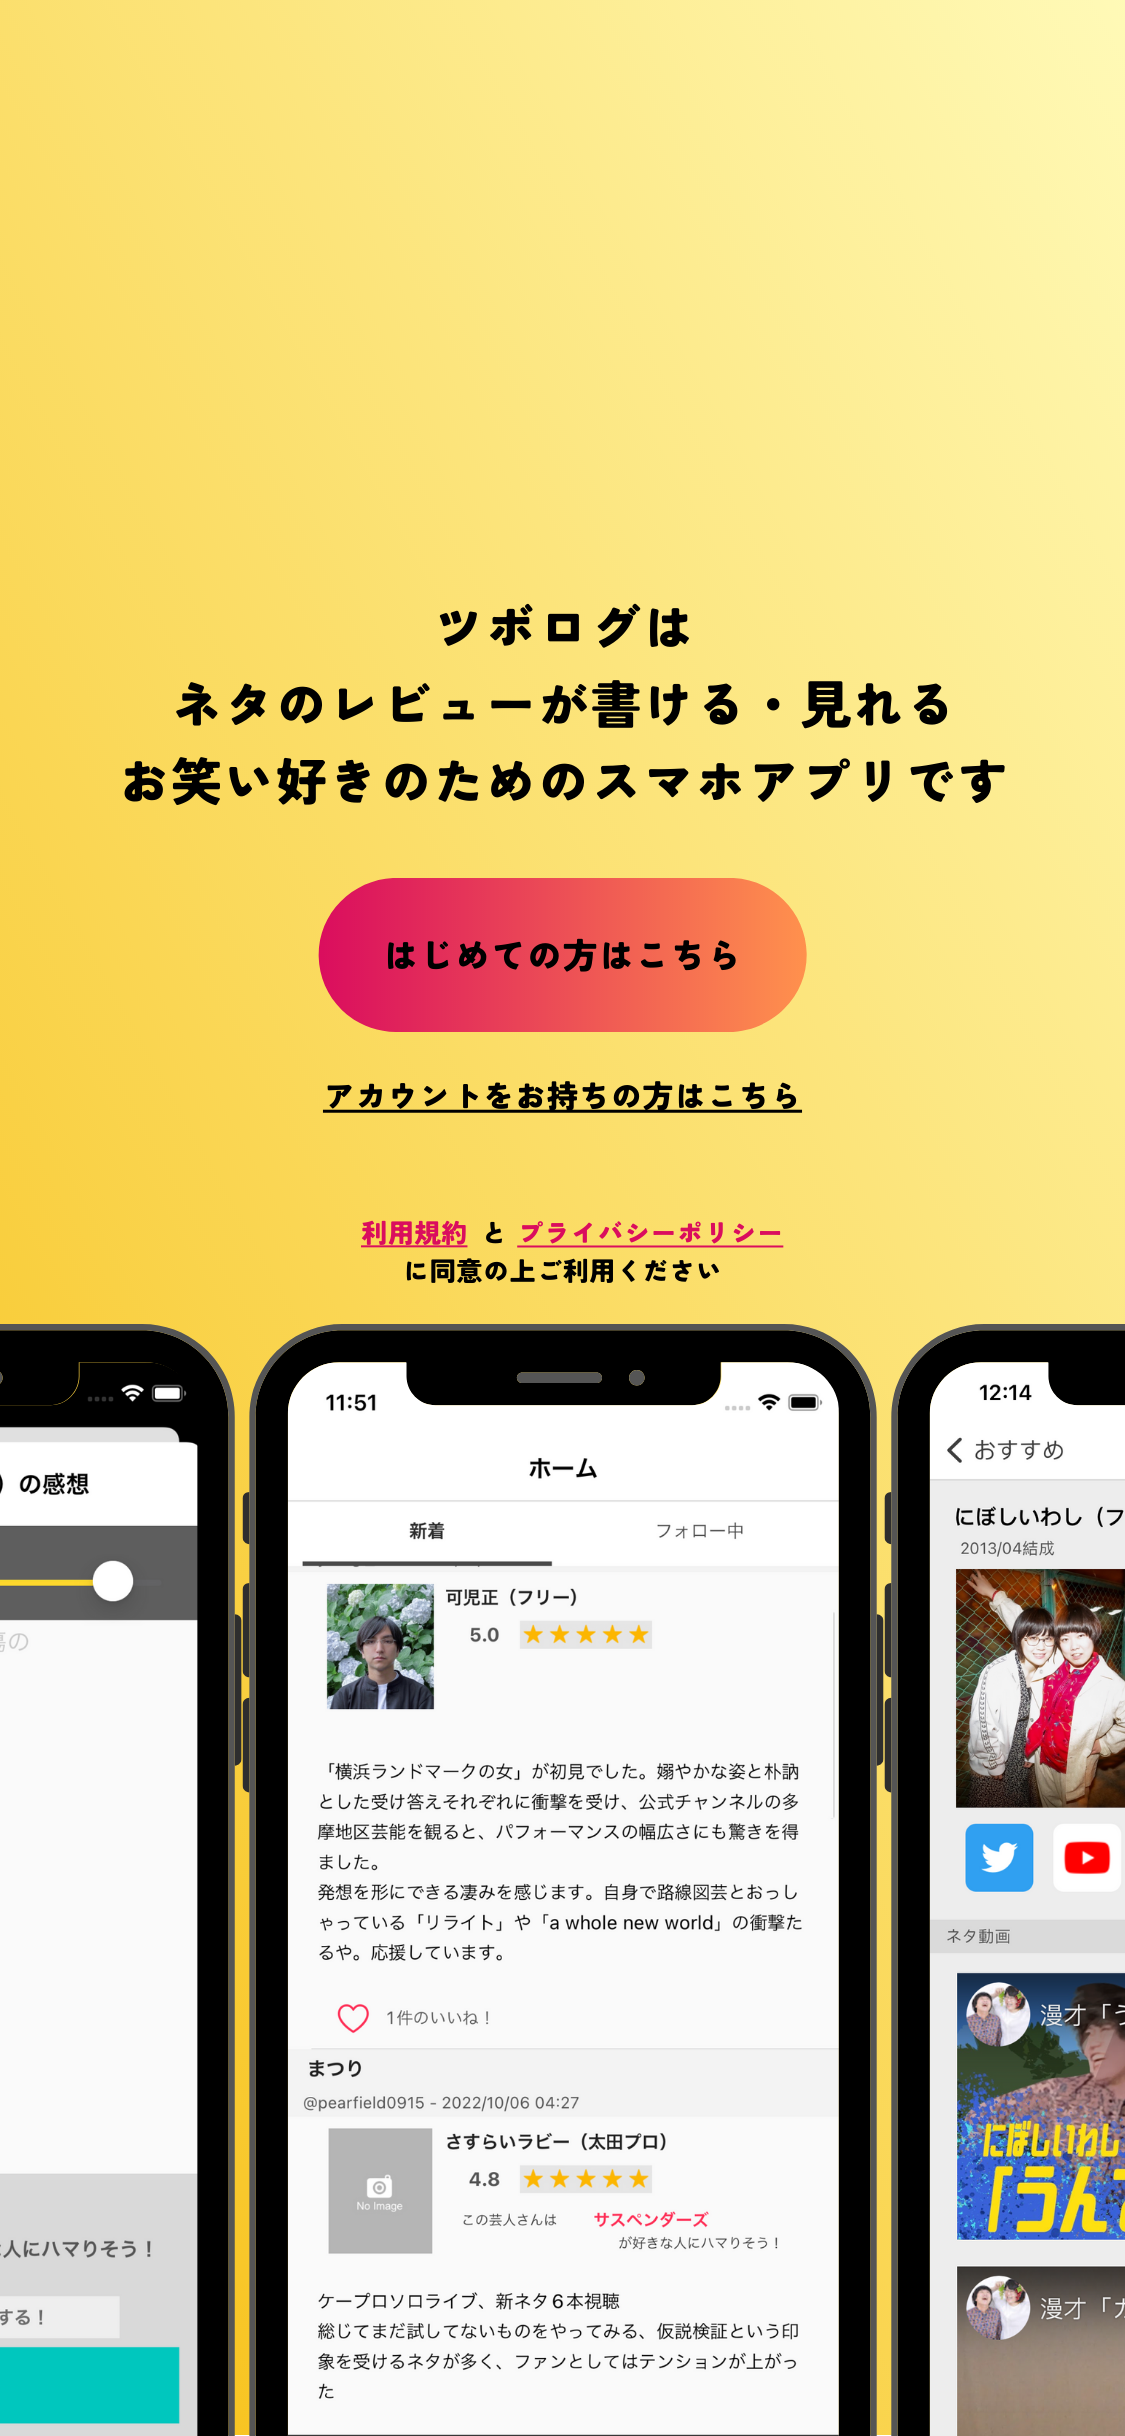 ツボログは
ネタのレビューが書ける・見れる
お笑い好きのためのスマホアプリです
はじめての方はこちら
アカウントをお持ちの方はこちら
利用規約 と プライバシーポリシー
に同意の上ご利用ください
）の感想
の
人にハマりそう！
する！
11:51
ホーム
新着 フォロー中
可児正（フリー）
5.0 ★★★★★
「横浜ランドマークの女」が初見でした。嫋やかな姿と朴訥
とした受け答えそれぞれに衝撃を受け、公式チャンネルの多
摩地区芸能を観ると、パフォーマンスの幅広さにも驚きを得
ました。
発想を形にできる凄みを感じます。自身で路線図芸とおっし
ゃっている「リライト」や「a whole new world」の衝撃た
るや。応援しています。
1件のいいね！
まつり
@pearfield0915 - 2022/10/06 04:27
No Image
さすらいラビー（太田プロ）
4.8 ★★★★★
この芸人さんは サスペンダーズ
が好きな人にハマりそう！
ケープロソロライブ、新ネタ６本視聴
総じてまだ試してないものをやってみる、仮説検証という印
象を受けるネタが多く、ファンとしてはテンションが上がっ
た
12:14
おすすめ
にぼしいわし（フ
2013/04結成
ネタ動画
漫才「う
にぼしいわし
「うん
漫才「カ